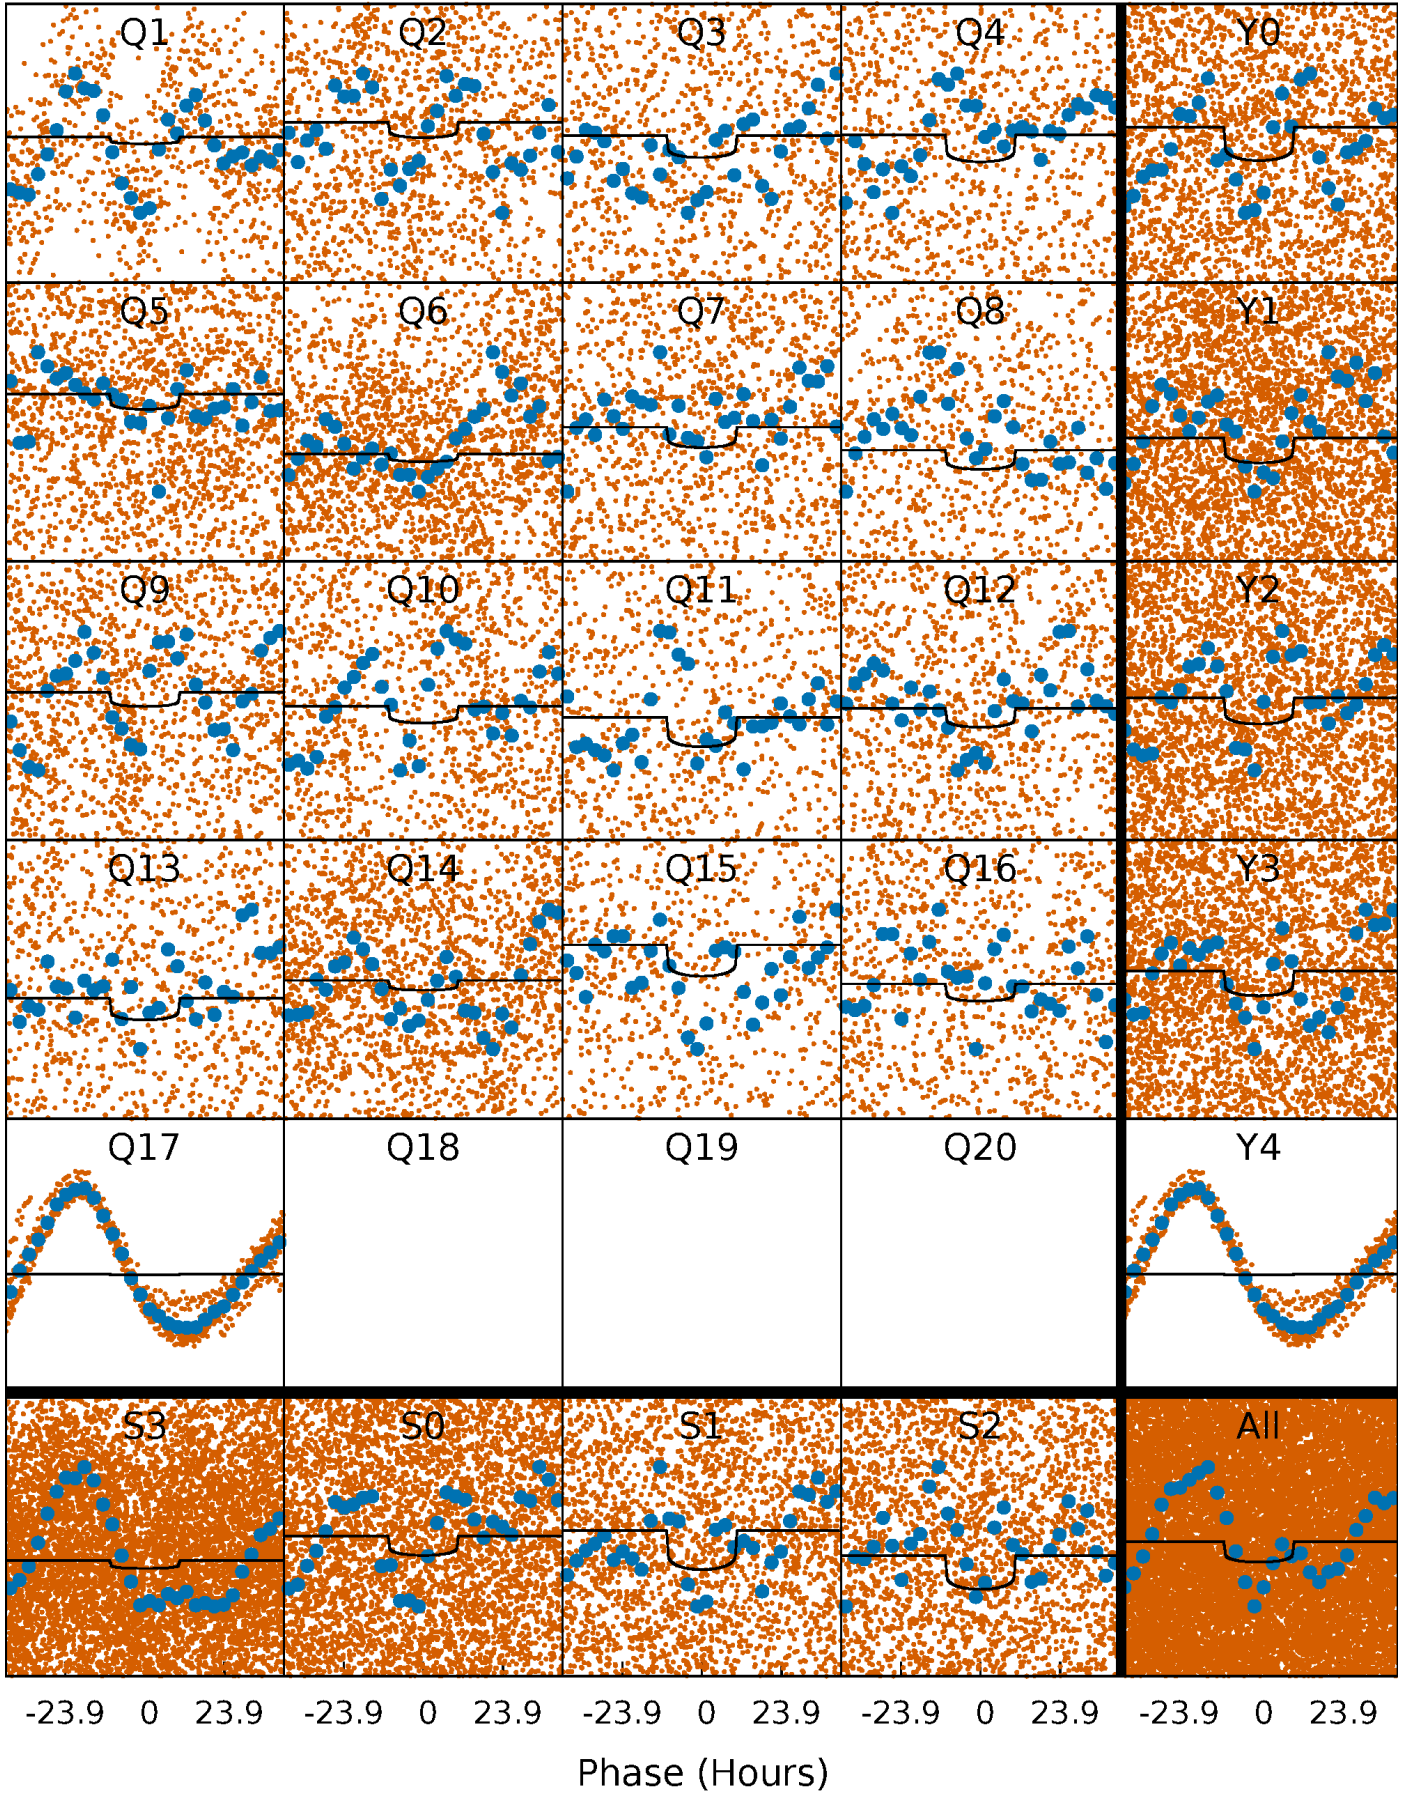 Q1 Q2 Q3 Q4 Y0
Q5 Q6 Q7 Q8 Y1
Q9 Q10 Q11 Q12 Y2
Q13 Q14 Q15 Q16 Y3
Q17 Q18 Q19 Q20 Y4
S3 S0 S1 S2 All
-23.9 0 23.9 -23.9 0 23.9 -23.9 0 23.9 -23.9 0 23.9 -23.9 0 23.9
Phase (Hours)